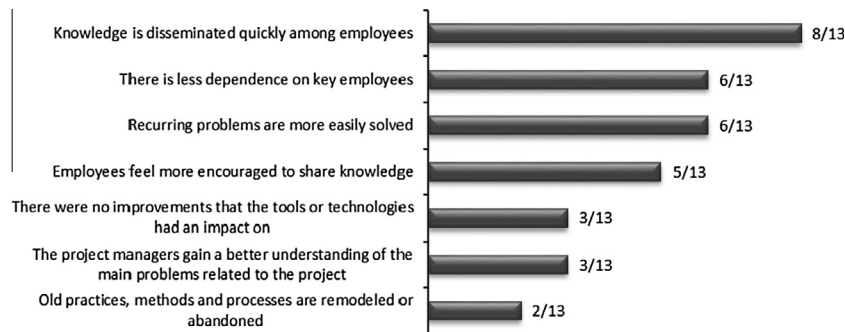 Knowledge is disseminated quickly among employees 8/13
There is less dependence on key employees 6/13
Recurring problems are more easily solved 6/13
Employees feel more encouraged to share knowledge 5/13
There were no improvements that the tools or technologies
had an impact on 3/13
The project managers gain a better understanding of the
main problems related to the project 3/13
Old practices, methods and processes are remodeled or
abandoned 2/13